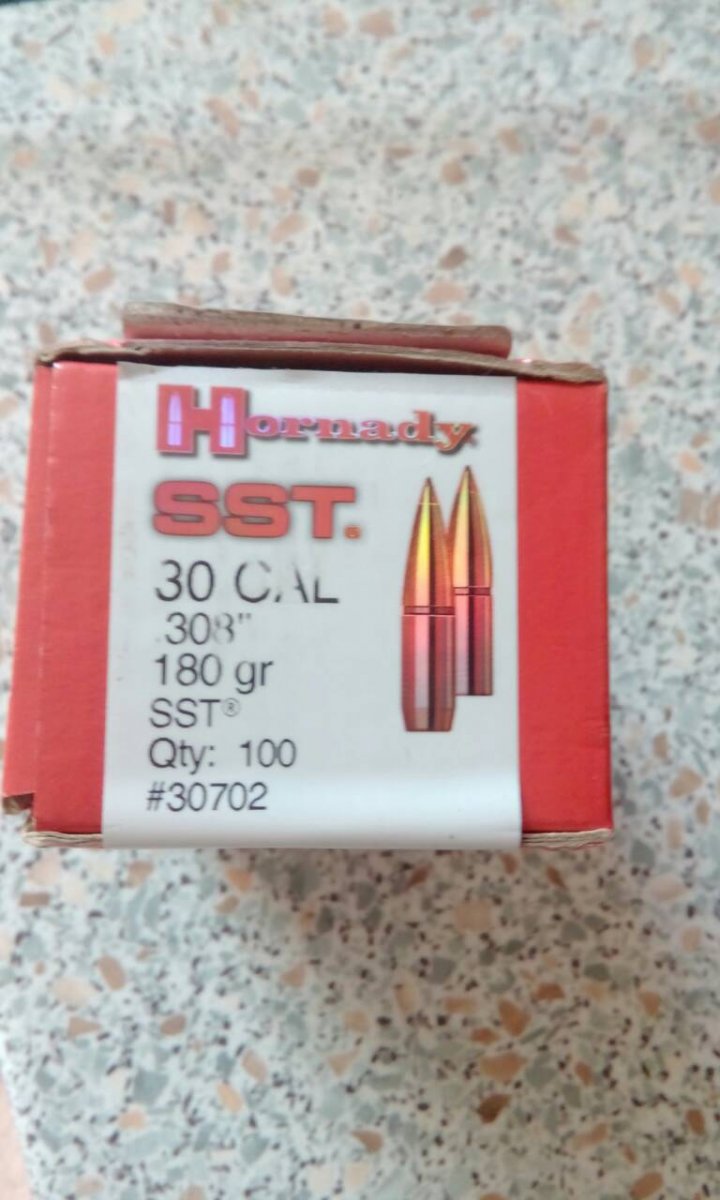 Hornady
SST®
30 CAL
.308"
180 gr
SST®
Qty: 100
#30702